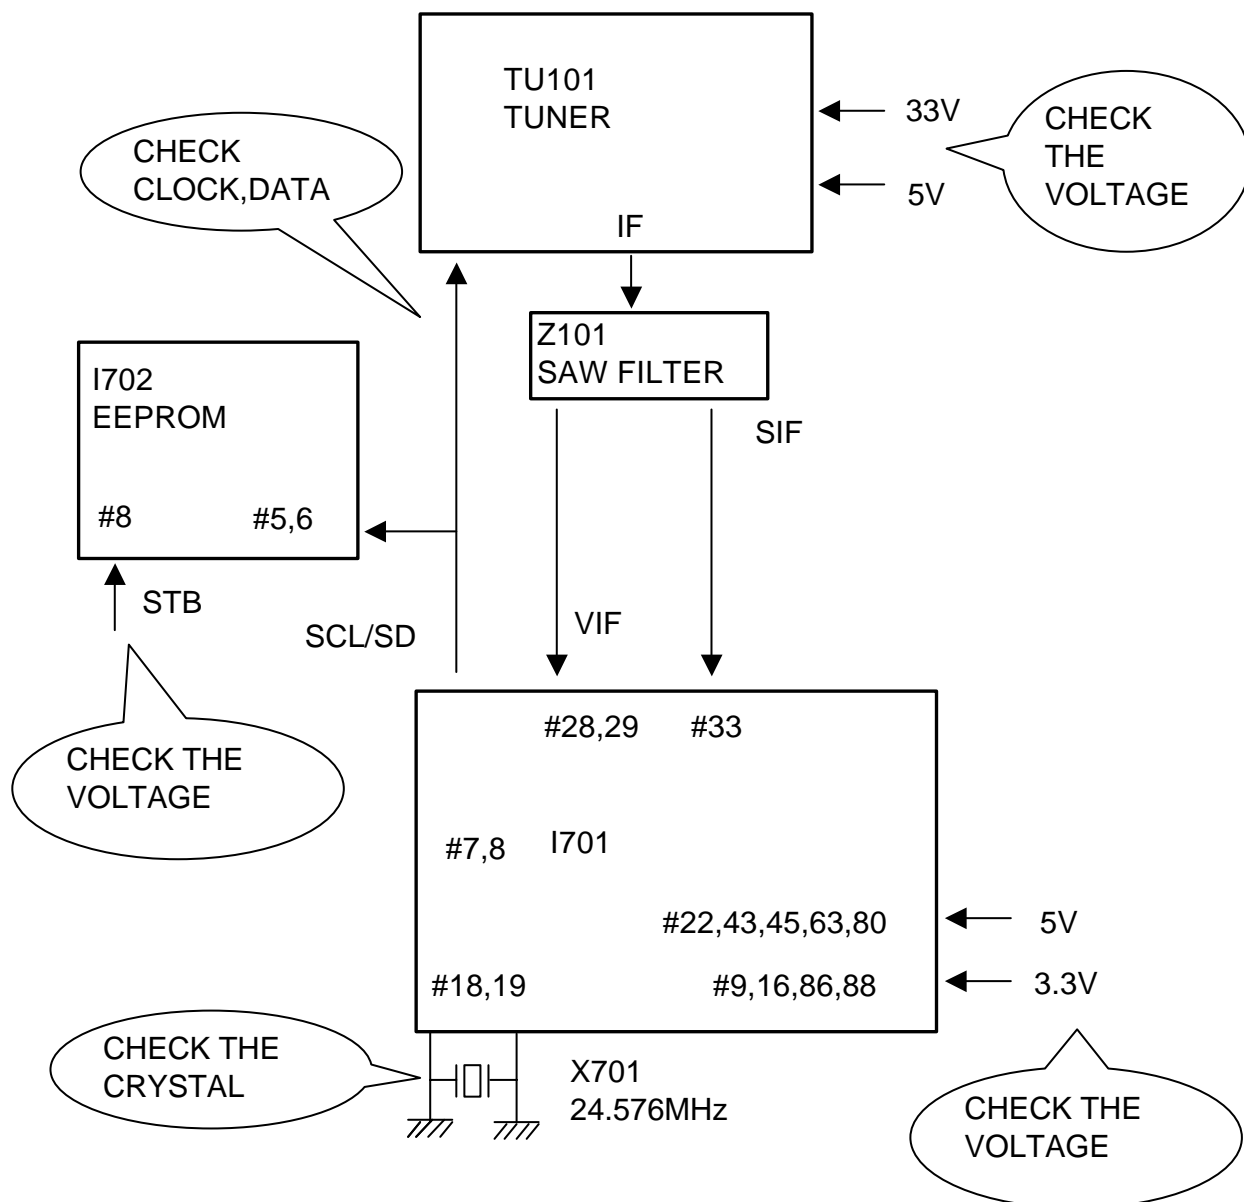 TU101
TUNER
33V
CHECK
THE
VOLTAGE
CHECK
CLOCK,DATA
5V
IF
Z101
SAW FILTER
I702
EEPROM
SIF
#8 #5,6
STB
SCL/SD
VIF
#28,29 #33
CHECK THE
VOLTAGE
#7,8 I701
#22,43,45,63,80 5V
#18,19 #9,16,86,88 3.3V
CHECK THE
CRYSTAL
X701
24.576MHz
CHECK THE
VOLTAGE